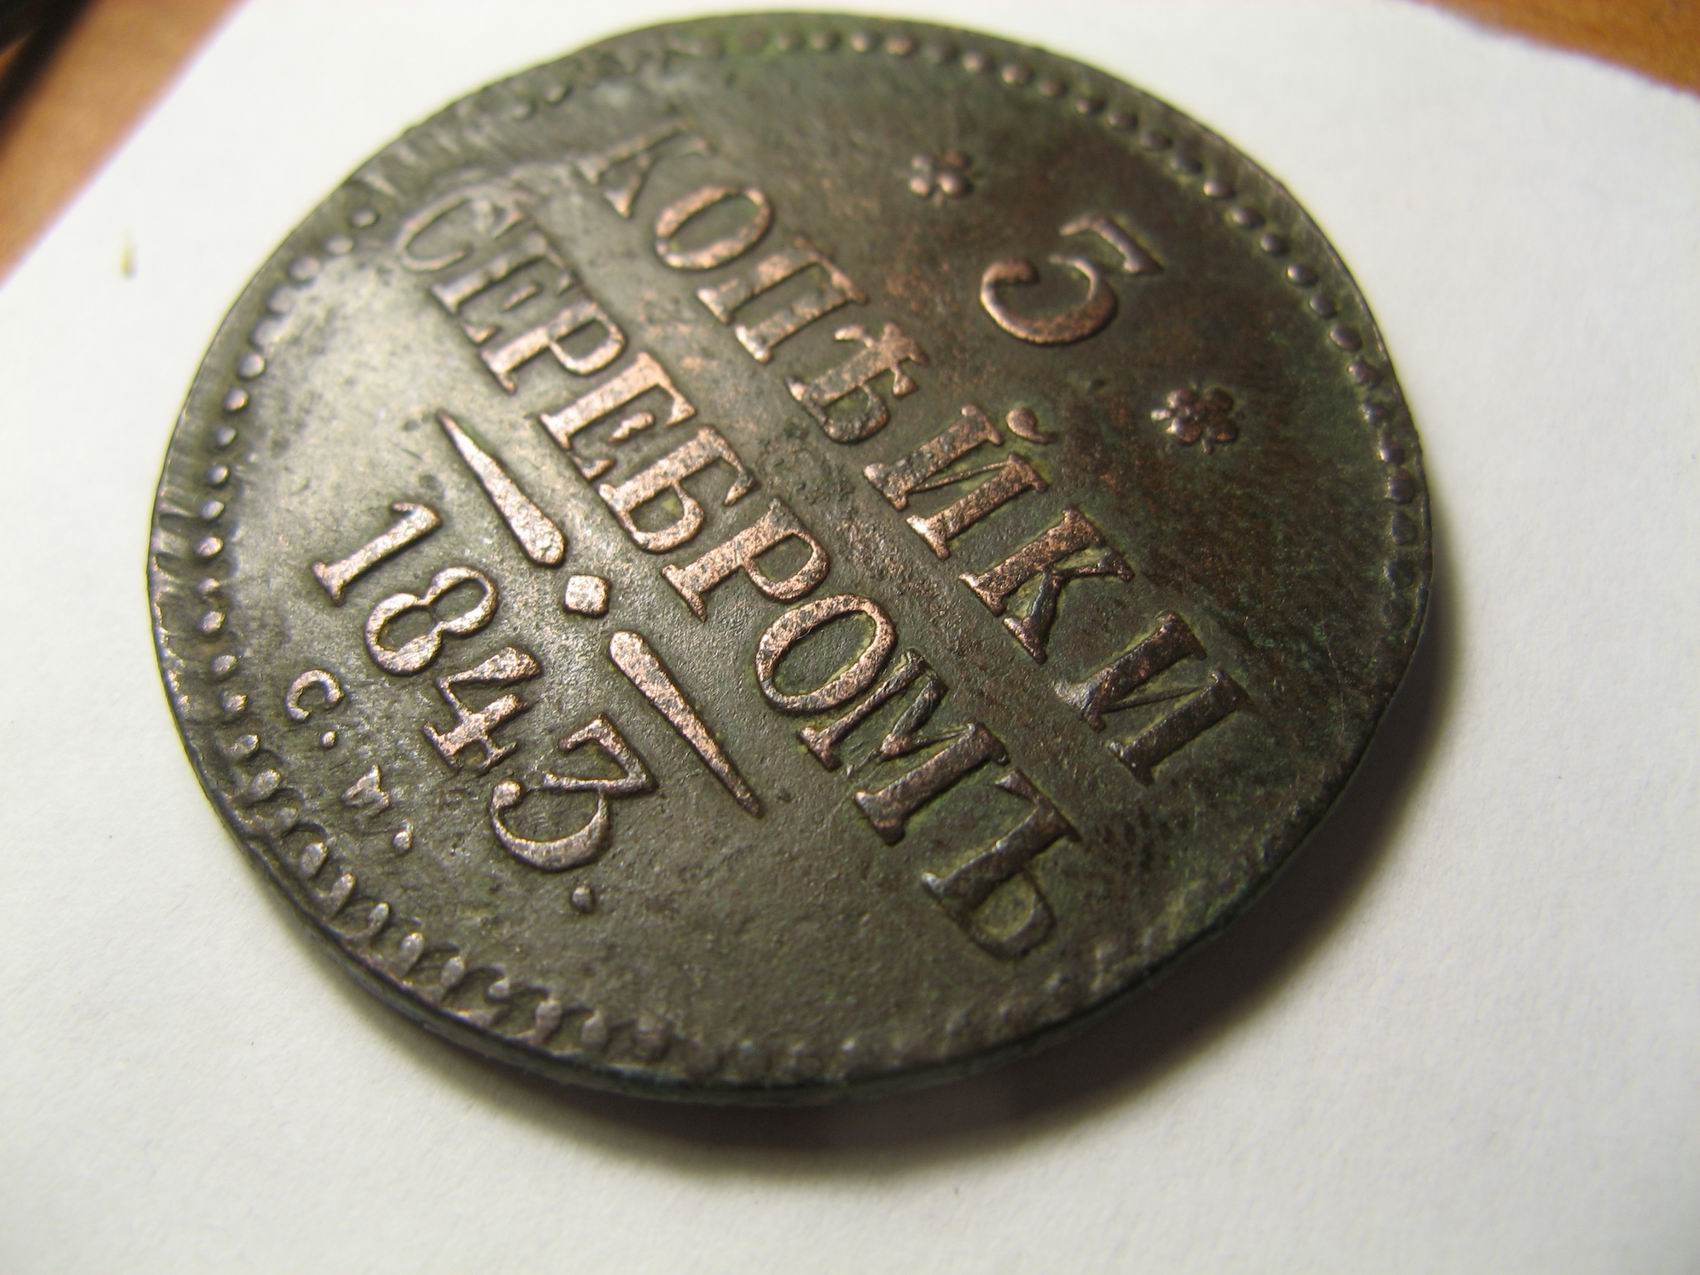 * 3 *
КОПѢЙКИ
СЕРЕБРОМЪ
1843.
С. М.